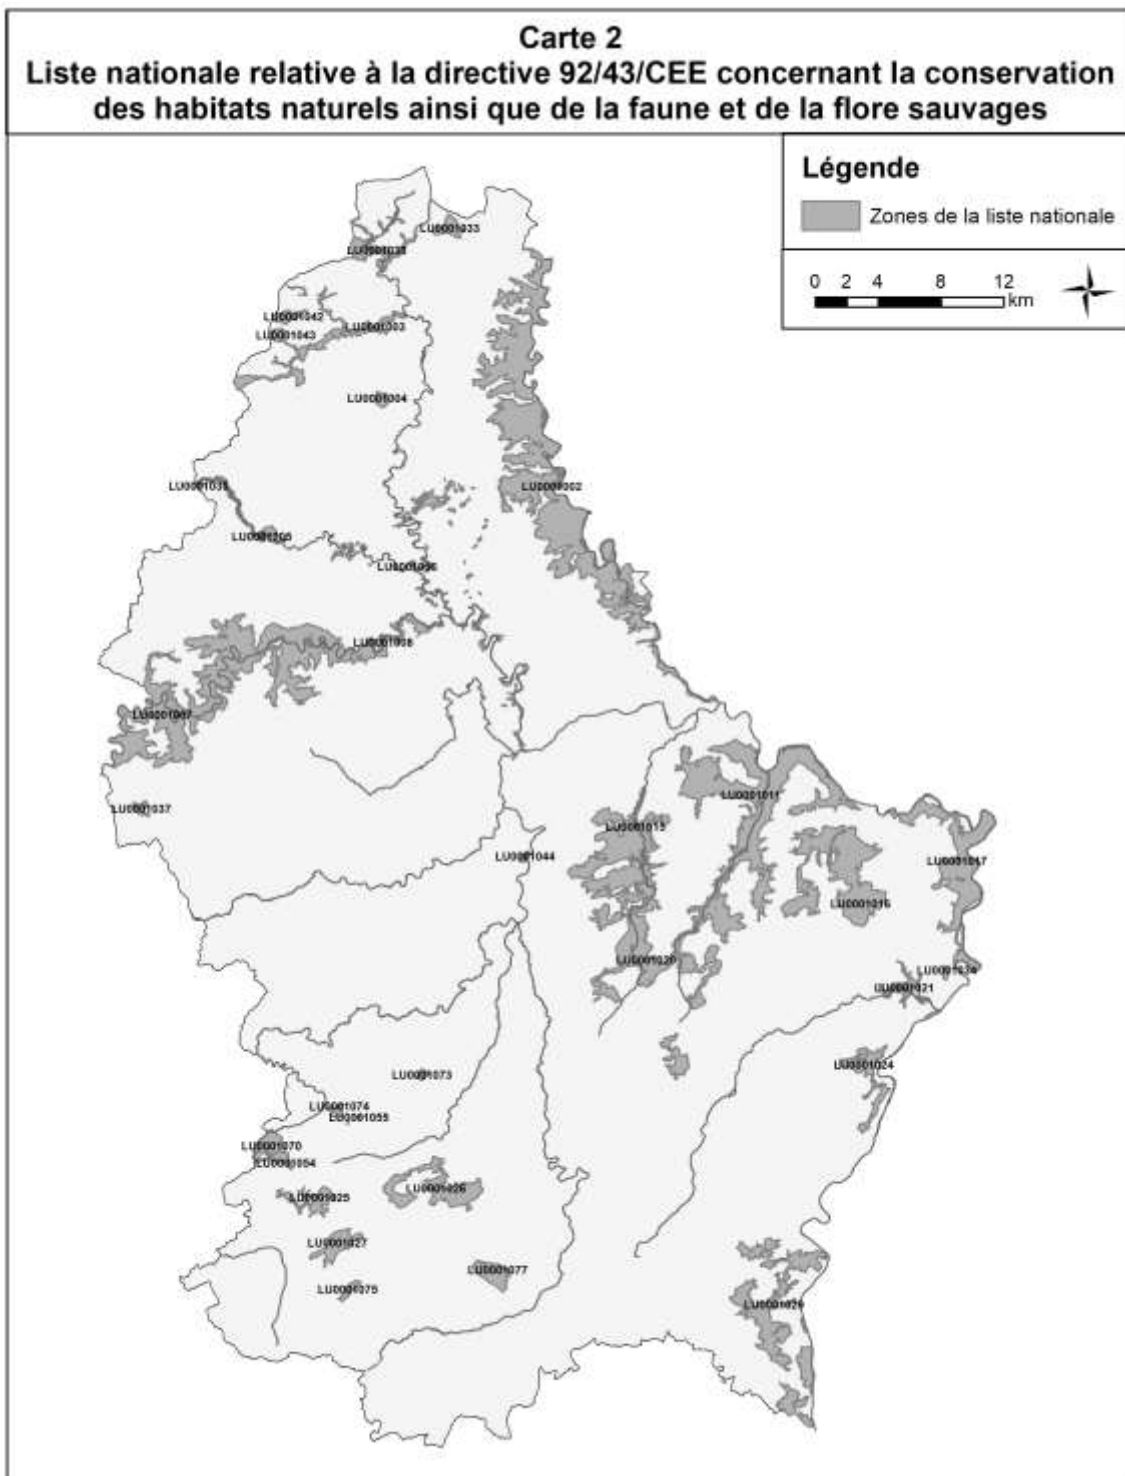 Carte 2
Liste nationale relative à la directive 92/43/CEE concernant la conservation
des habitats naturels ainsi que de la faune et de la flore sauvages
Légende
Zones de la liste nationale
0 2 4 8 12
km
LU0001033
LU0001042
LU0001043
LU0001003
LU0001004
LU0001002
LU0001205
LU0001006
LU0001008
LU0001007
LU0001037
LU0001011
LU0001015
LU0001044
LU0001017
LU0001016
LU0001020
LU0001034
LU0001021
LU0001024
LU0001073
LU0001074
LU0001055
LU0001070
LU0001054
LU0001025
LU0001026
LU0001027
LU0001077
LU0001075
LU0001029